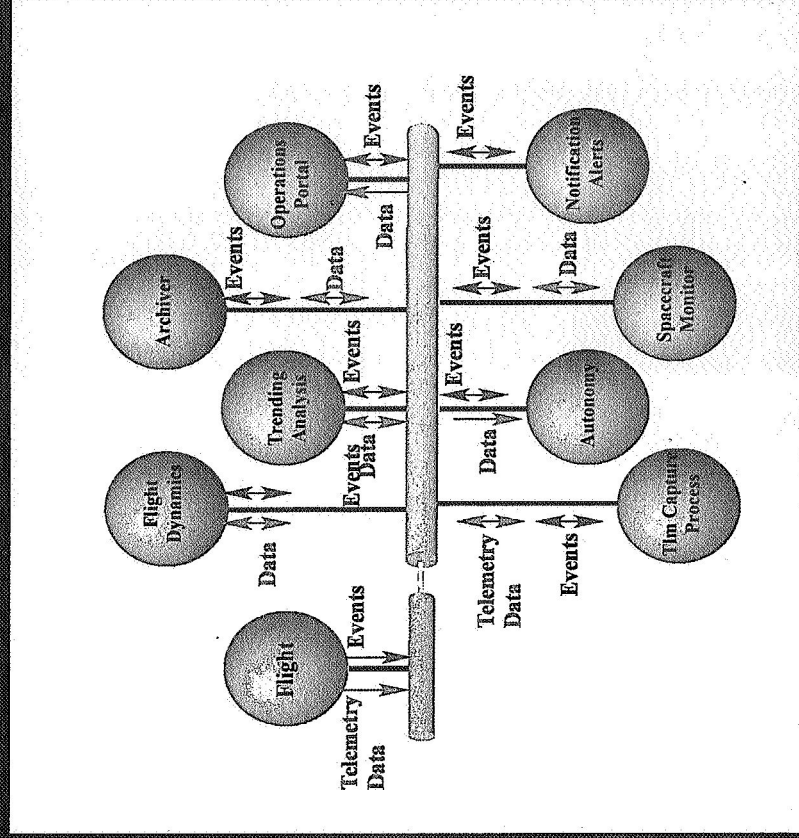 Flight
Telemetry
Data
Events
Flight
Dynamics
Data
Events
Trending
Analysis
Data
Events
Archiver
Events
Data
Operations
Portal
Data
Events
Tlm Capture
Process
Telemetry
Data
Events
Autonomy
Data
Events
Spacecraft
Monitor
Events
Data
Notification
Alerts
Events